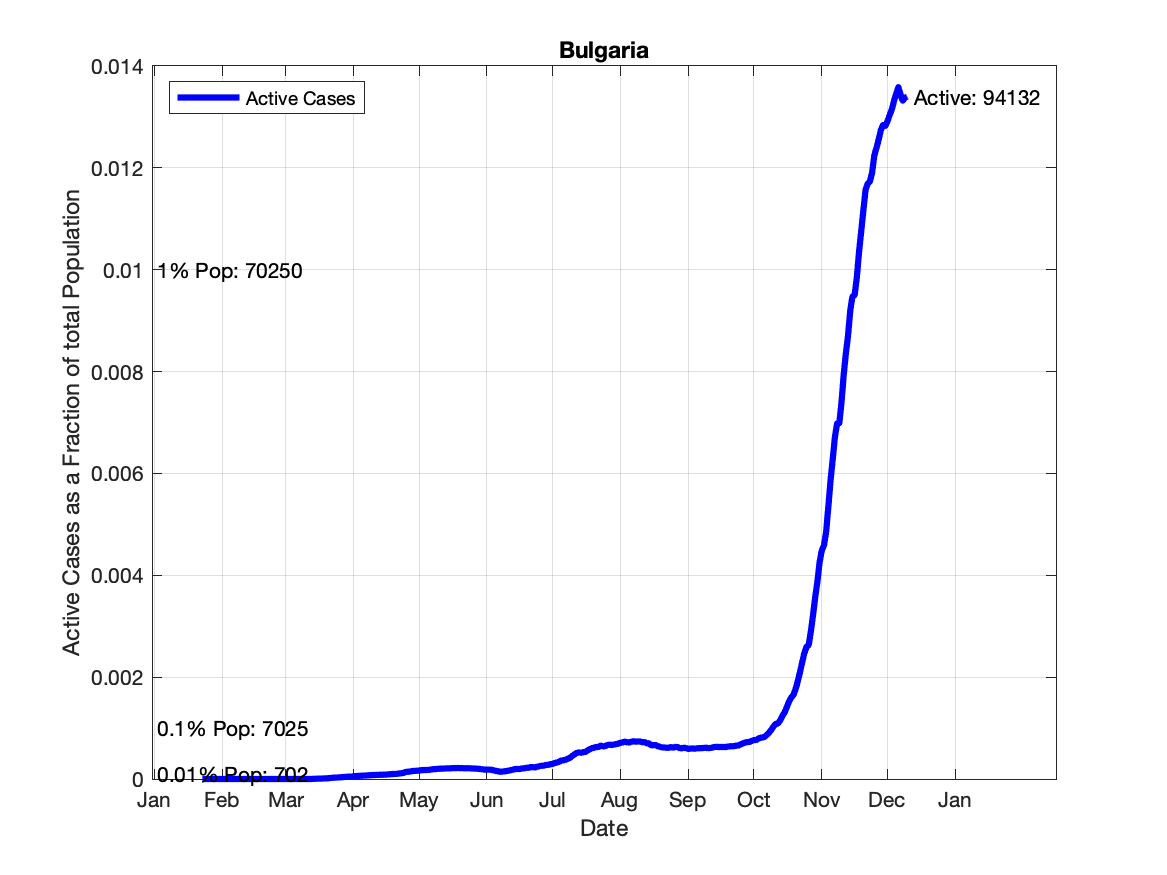 Bulgaria
0.014
Active Cases
Active: 94132
0.012
0.01
1% Pop: 70250
0.008
0.006
0.004
0.002
0.1% Pop: 7025
0
0.01% Pop: 702
Jan Feb Mar Apr May Jun Jul Aug Sep Oct Nov Dec Jan
Date
Active Cases as a Fraction of total Population